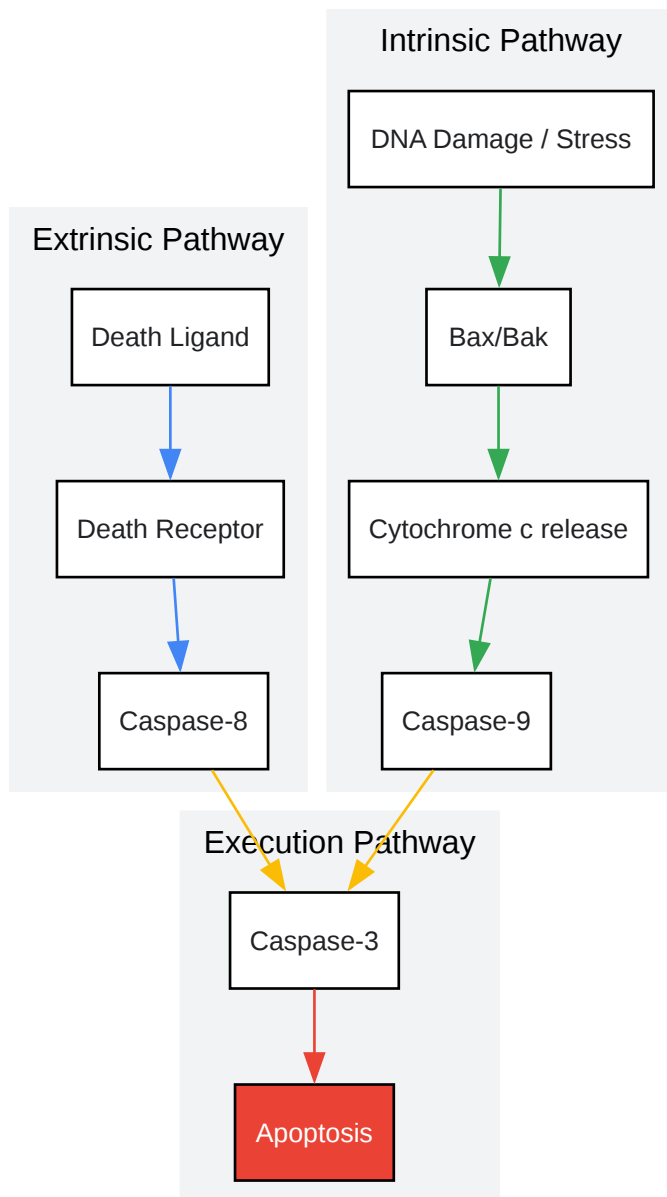 Intrinsic Pathway
DNA Damage / Stress
Extrinsic Pathway
Death Ligand
Bax/Bak
Death Receptor
Cytochrome c release
Caspase-8
Caspase-9
Execution Pathway
Caspase-3
Apoptosis